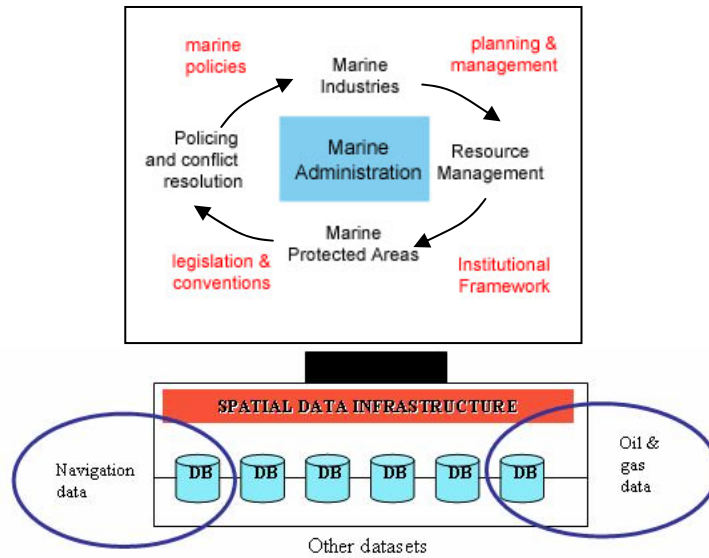 marine
policies
planning &
management
Marine
Industries
Policing
and conflict
resolution
Marine
Administration
Resource
Management
Marine
Protected Areas
legislation &
conventions
Institutional
Framework
SPATIAL DATA INFRASTRUCTURE
Navigation
data
DB
DB
DB
DB
DB
DB
Oil &
gas
data
Other datasets